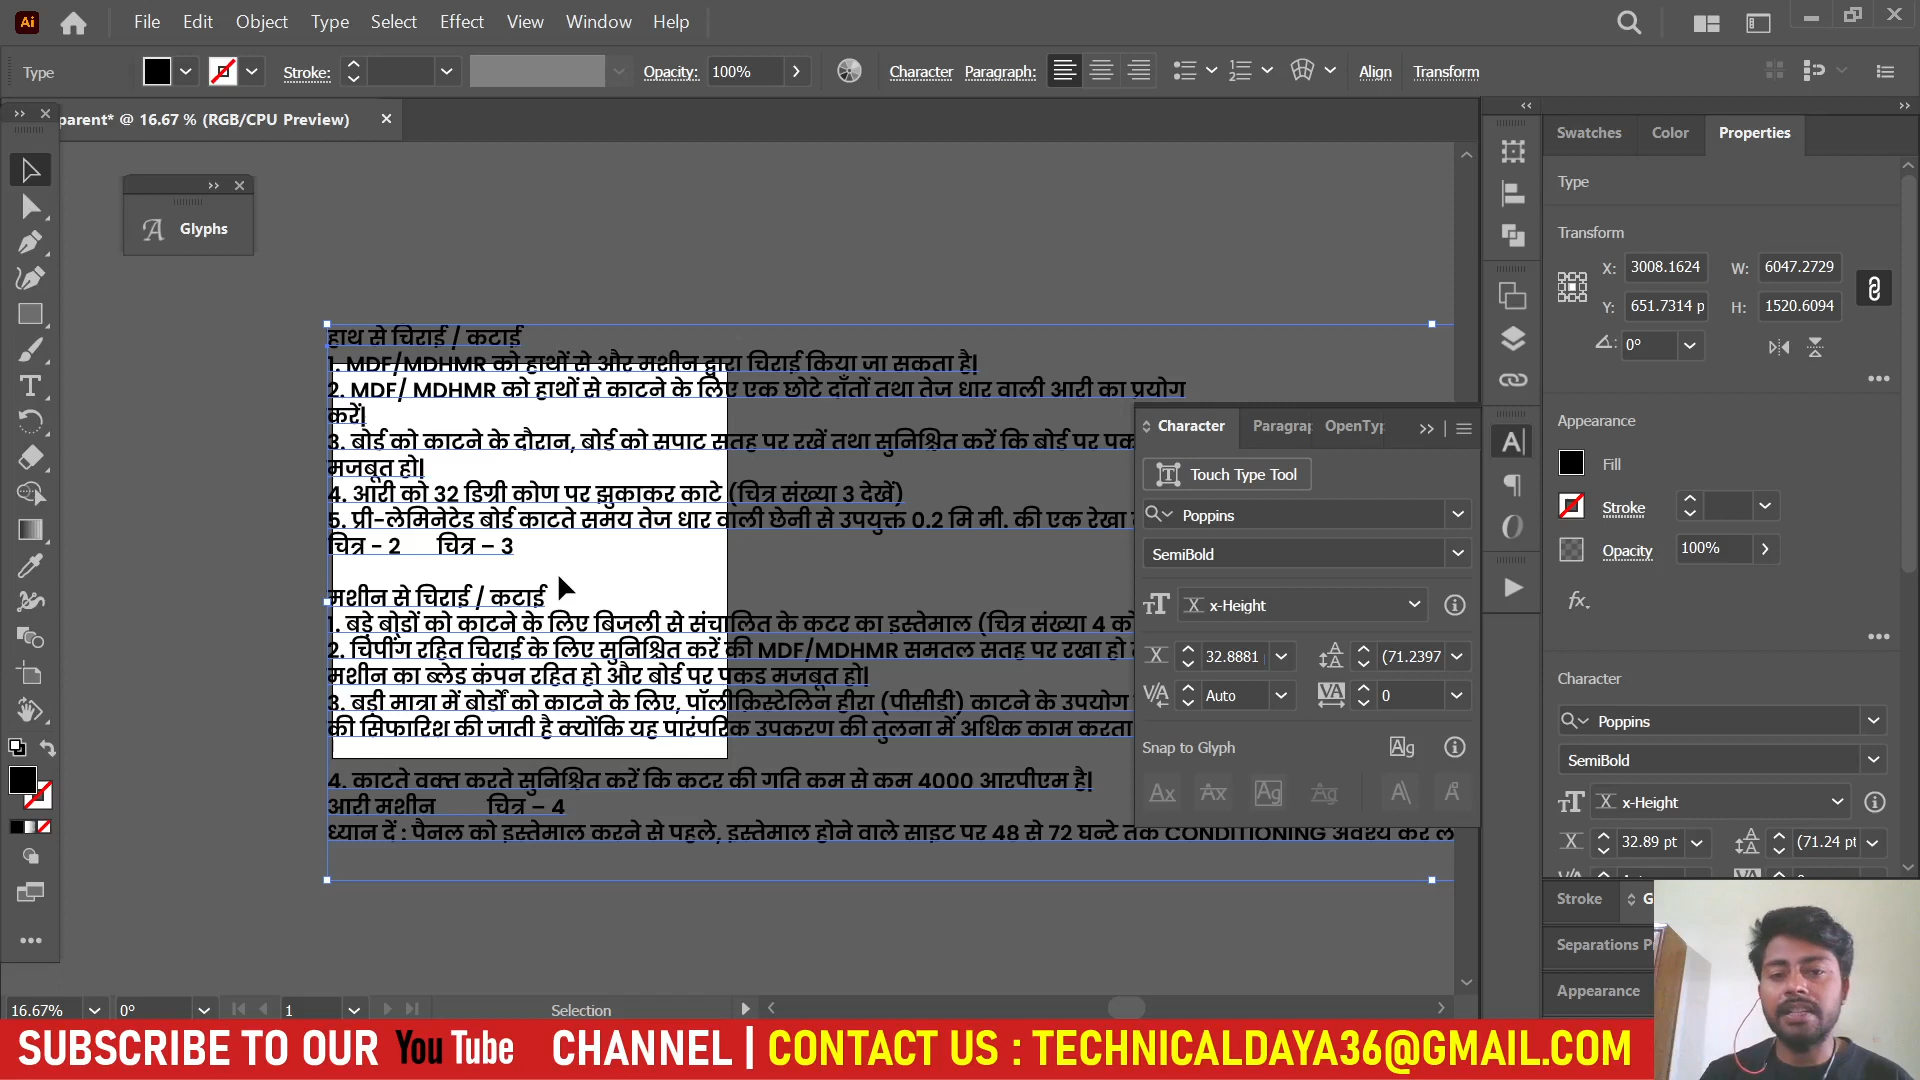 File Edit Object Type Select Effect View Window Help
Type Stroke: Opacity: 100% Character Paragraph: Align Transform
parent* @ 16.67 % (RGB/CPU Preview)
Glyphs
हाथ से चिराई / कटाई
1. MDF/MDHMR को हाथों से और मशीन द्वारा चिराई किया जा सकता है|
2. MDF/ MDHMR को हाथों से काटने के लिए एक छोटे दाँतों तथा तेज धार वाली आरी का प्रयोग
करें|
3. बोर्ड को काटने के दौरान, बोर्ड को सपाट सतह पर रखें तथा सुनिश्चित करें कि बोर्ड पर
मजबूत हो|
4. आरी को 32 डिग्री कोण पर झुकाकर काटे (चित्र संख्या 3 देखें)
5. प्री-लेमिनेटेड बोर्ड काटते समय तेज धार वाली छेनी से उपयुक्त 0.2 मि मी. की एक रेखा
चित्र - 2 चित्र – 3
मशीन से चिराई / कटाई
1. बड़े बोर्डों को काटने के लिए बिजली से संचालित के कटर का इस्तेमाल (चित्र संख्या 4 को
2. चिपींग रहित चिराई के लिए सुनिश्चित करें की MDF/MDHMR समतल सतह पर रखा हो
मशीन का ब्लेड कंपन रहित हो और बोर्ड पर पकड मजबूत हो|
3. बड़ी मात्रा में बोर्डों को काटने के लिए, पॉलीक्रिस्टेलिन हीरा (पीसीडी) काटने के उपयोग
की सिफारिश की जाती है क्योंकि यह पारंपरिक उपकरण की तुलना में अधिक काम करता
4. काटते वक्त करते सुनिश्चित करें कि कटर की गति कम से कम 4000 आरपीएम है|
आरी मशीन चित्र – 4
ध्यान दें : पैनल को इस्तेमाल करने से पहले, इस्तेमाल होने वाले साइट पर 48 से 72 घन्टे तक CONDITIONING अवश्य कर
Character Paragrap OpenTyp
Touch Type Tool
Poppins
SemiBold
x-Height
32.8881 (71.2397
Auto 0
Snap to Glyph
Swatches Color Properties
Type
Transform
X: 3008.1624 W: 6047.2729
Y: 651.7314 p H: 1520.6094
0°
Appearance
Fill
Stroke
Opacity 100%
fx.
Character
Poppins
SemiBold
x-Height
32.89 pt (71.24 pt
Stroke G
Separations Pr
Appearance
16.67% 0° 1 Selection
SUBSCRIBE TO OUR YouTube CHANNEL | CONTACT US : TECHNICALDAYA36@GMAIL.COM